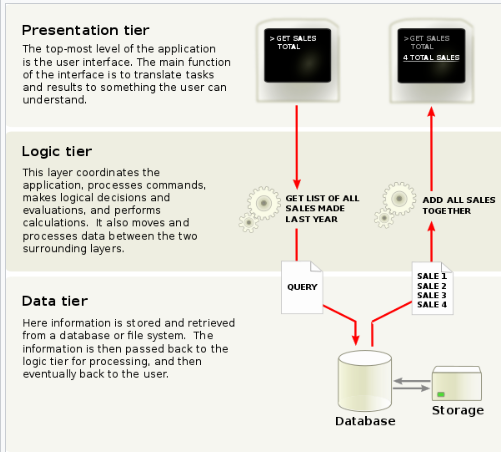 Presentation tier
The top-most level of the application
is the user interface. The main function
of the interface is to translate tasks
and results to something the user can
understand.
> GET SALES
TOTAL
> GET SALES
TOTAL
4 TOTAL SALES
Logic tier
This layer coordinates the
application, processes commands,
makes logical decisions and
evaluations, and performs
calculations. It also moves and
processes data between the two
surrounding layers.
GET LIST OF ALL
SALES MADE
LAST YEAR
ADD ALL SALES
TOGETHER
QUERY
SALE 1
SALE 2
SALE 3
SALE 4
Data tier
Here information is stored and retrieved
from a database or file system. The
information is then passed back to the
logic tier for processing, and then
eventually back to the user.
Database
Storage